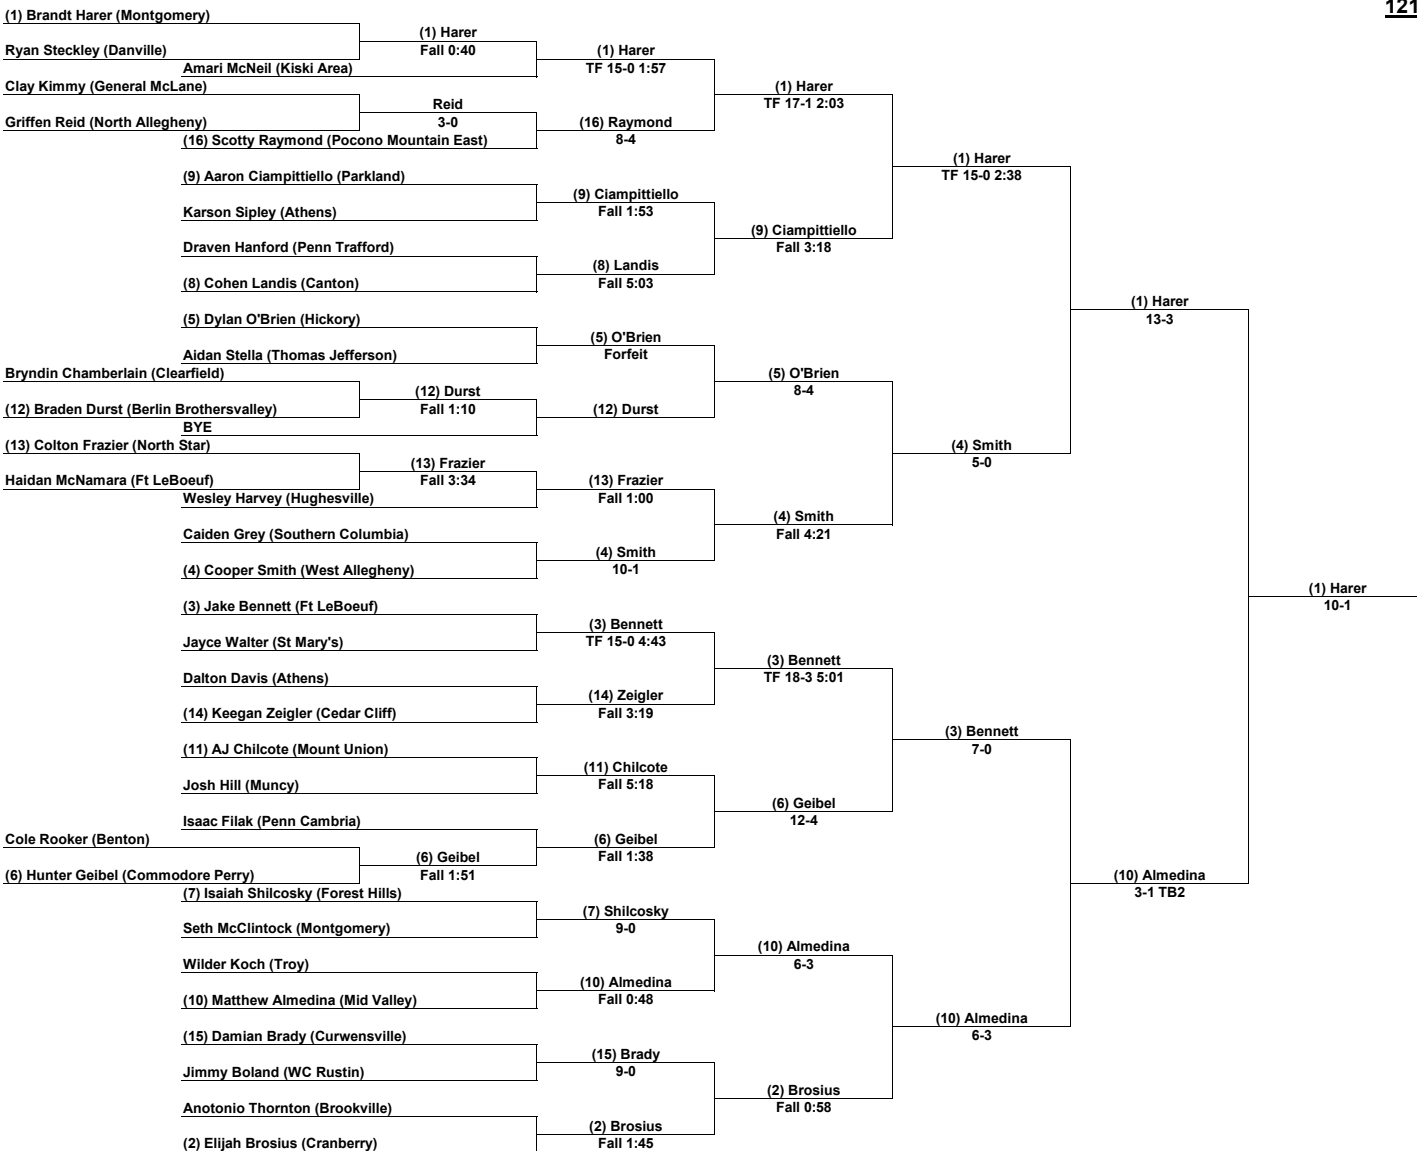 121
(1) Brandt Harer (Montgomery)
(1) Harer
Ryan Steckley (Danville)
Fall 0:40
(1) Harer
Amari McNeil (Kiski Area)
TF 15-0 1:57
Clay Kimmy (General McLane)
(1) Harer
Reid
TF 17-1 2:03
Griffen Reid (North Allegheny)
3-0
(16) Raymond
(16) Scotty Raymond (Pocono Mountain East)
8-4
(1) Harer
(9) Aaron Ciampittiello (Parkland)
TF 15-0 2:38
(9) Ciampittiello
Karson Sipley (Athens)
Fall 1:53
(9) Ciampittiello
Draven Hanford (Penn Trafford)
Fall 3:18
(8) Landis
(8) Cohen Landis (Canton)
Fall 5:03
(1) Harer
(5) Dylan O'Brien (Hickory)
13-3
(5) O'Brien
Aidan Stella (Thomas Jefferson)
Forfeit
Bryndin Chamberlain (Clearfield)
(5) O'Brien
(12) Durst
8-4
(12) Braden Durst (Berlin Brothersvalley)
Fall 1:10
(12) Durst
BYE
(13) Colton Frazier (North Star)
(4) Smith
(13) Frazier
5-0
Haidan McNamara (Ft LeBoeuf)
Fall 3:34
(13) Frazier
Wesley Harvey (Hughesville)
Fall 1:00
(4) Smith
Caiden Grey (Southern Columbia)
Fall 4:21
(4) Smith
(4) Cooper Smith (West Allegheny)
10-1
(1) Harer
(3) Jake Bennett (Ft LeBoeuf)
10-1
(3) Bennett
Jayce Walter (St Mary's)
TF 15-0 4:43
(3) Bennett
Dalton Davis (Athens)
TF 18-3 5:01
(14) Zeigler
(14) Keegan Zeigler (Cedar Cliff)
Fall 3:19
(3) Bennett
(11) AJ Chilcote (Mount Union)
7-0
(11) Chilcote
Josh Hill (Muncy)
Fall 5:18
(6) Geibel
Isaac Filak (Penn Cambria)
12-4
Cole Rooker (Benton)
(6) Geibel
(6) Geibel
Fall 1:38
(6) Hunter Geibel (Commodore Perry)
Fall 1:51
(10) Almedina
(7) Isaiah Shilcosky (Forest Hills)
3-1 TB2
(7) Shilcosky
Seth McClintock (Montgomery)
9-0
(10) Almedina
Wilder Koch (Troy)
6-3
(10) Almedina
(10) Matthew Almedina (Mid Valley)
Fall 0:48
(10) Almedina
(15) Damian Brady (Curwensville)
6-3
(15) Brady
Jimmy Boland (WC Rustin)
9-0
(2) Brosius
Anotonio Thornton (Brookville)
Fall 0:58
(2) Brosius
(2) Elijah Brosius (Cranberry)
Fall 1:45